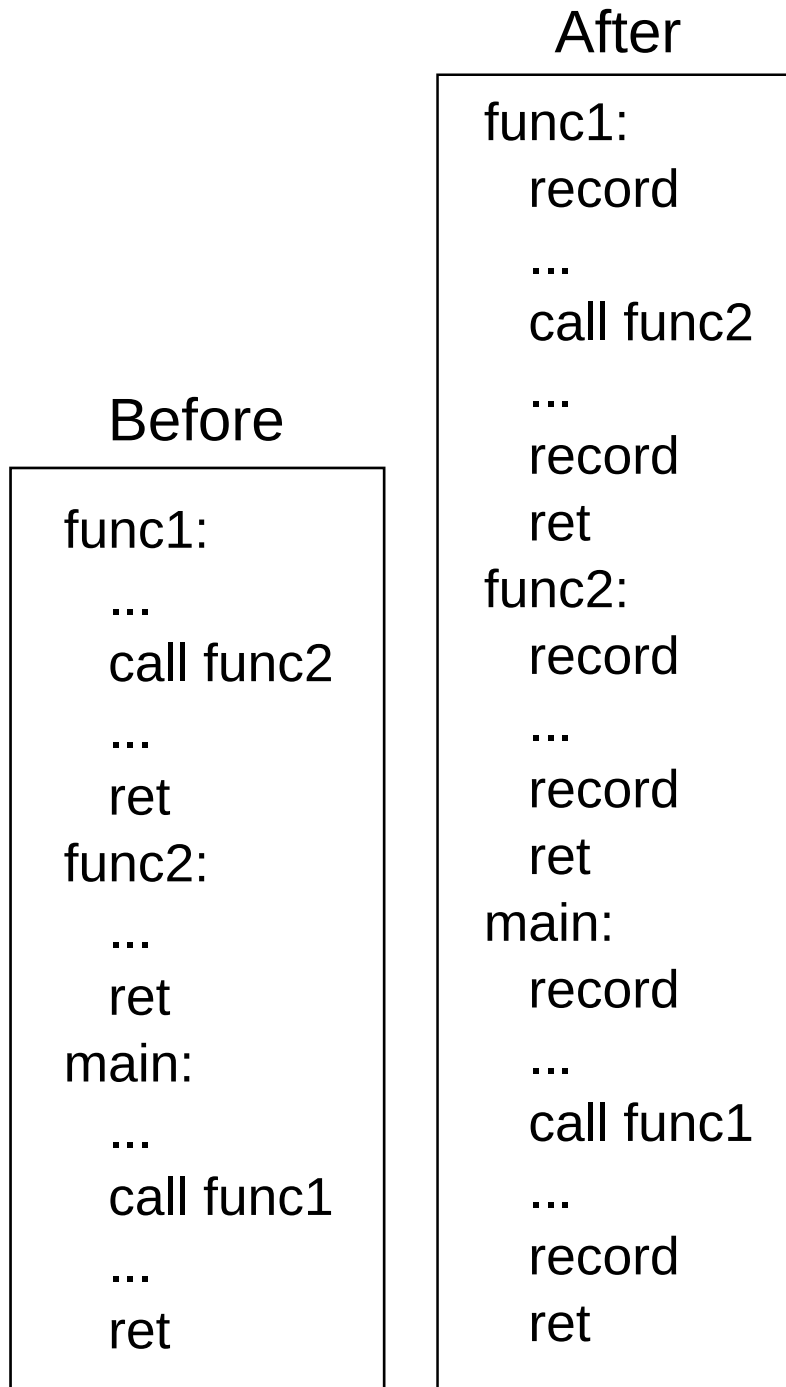 Before
func1:
...
call func2
...
ret
func2:
...
ret
main:
...
call func1
...
ret
After
func1:
record
...
call func2
...
record
ret
func2:
record
...
record
ret
main:
record
...
call func1
...
record
ret